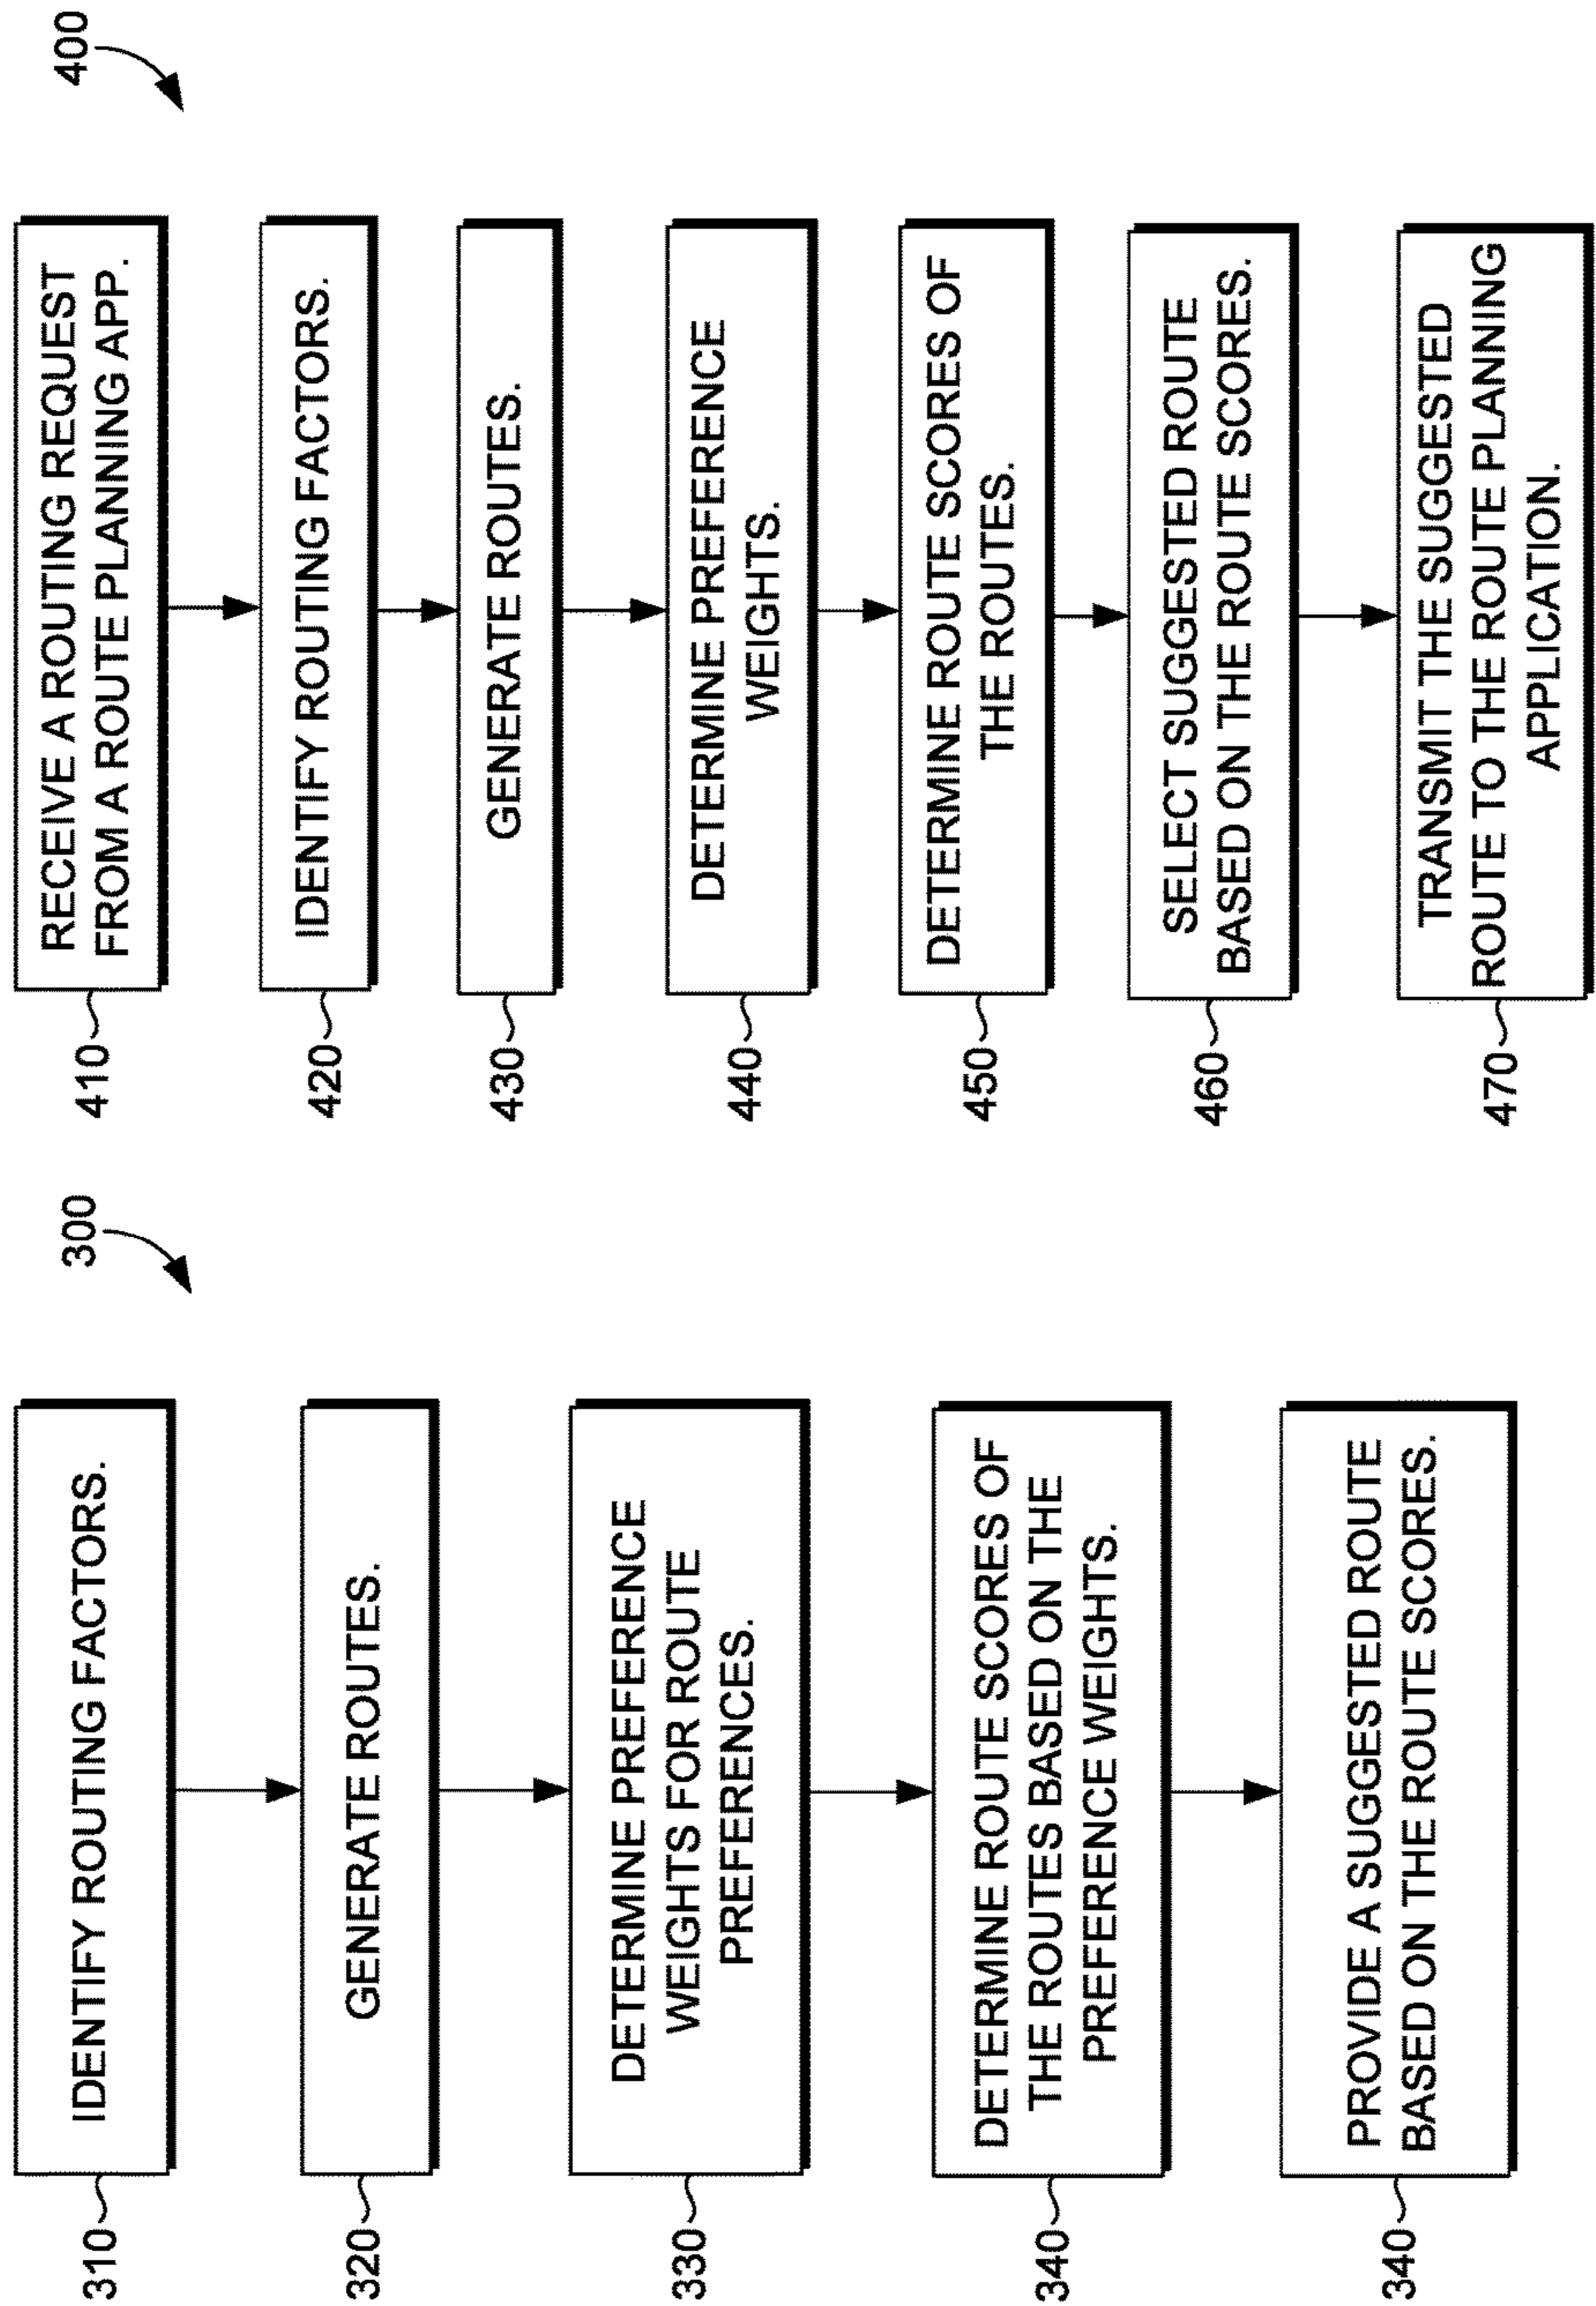 300
310
IDENTIFY ROUTING FACTORS.
320
GENERATE ROUTES.
330
DETERMINE PREFERENCE
WEIGHTS FOR ROUTE
PREFERENCES.
340
DETERMINE ROUTE SCORES OF
THE ROUTES BASED ON THE
PREFERENCE WEIGHTS.
340
PROVIDE A SUGGESTED ROUTE
BASED ON THE ROUTE SCORES.
400
410
RECEIVE A ROUTING REQUEST
FROM A ROUTE PLANNING APP.
420
IDENTIFY ROUTING FACTORS.
430
GENERATE ROUTES.
440
DETERMINE PREFERENCE
WEIGHTS.
450
DETERMINE ROUTE SCORES OF
THE ROUTES.
460
SELECT SUGGESTED ROUTE
BASED ON THE ROUTE SCORES.
470
TRANSMIT THE SUGGESTED
ROUTE TO THE ROUTE PLANNING
APPLICATION.